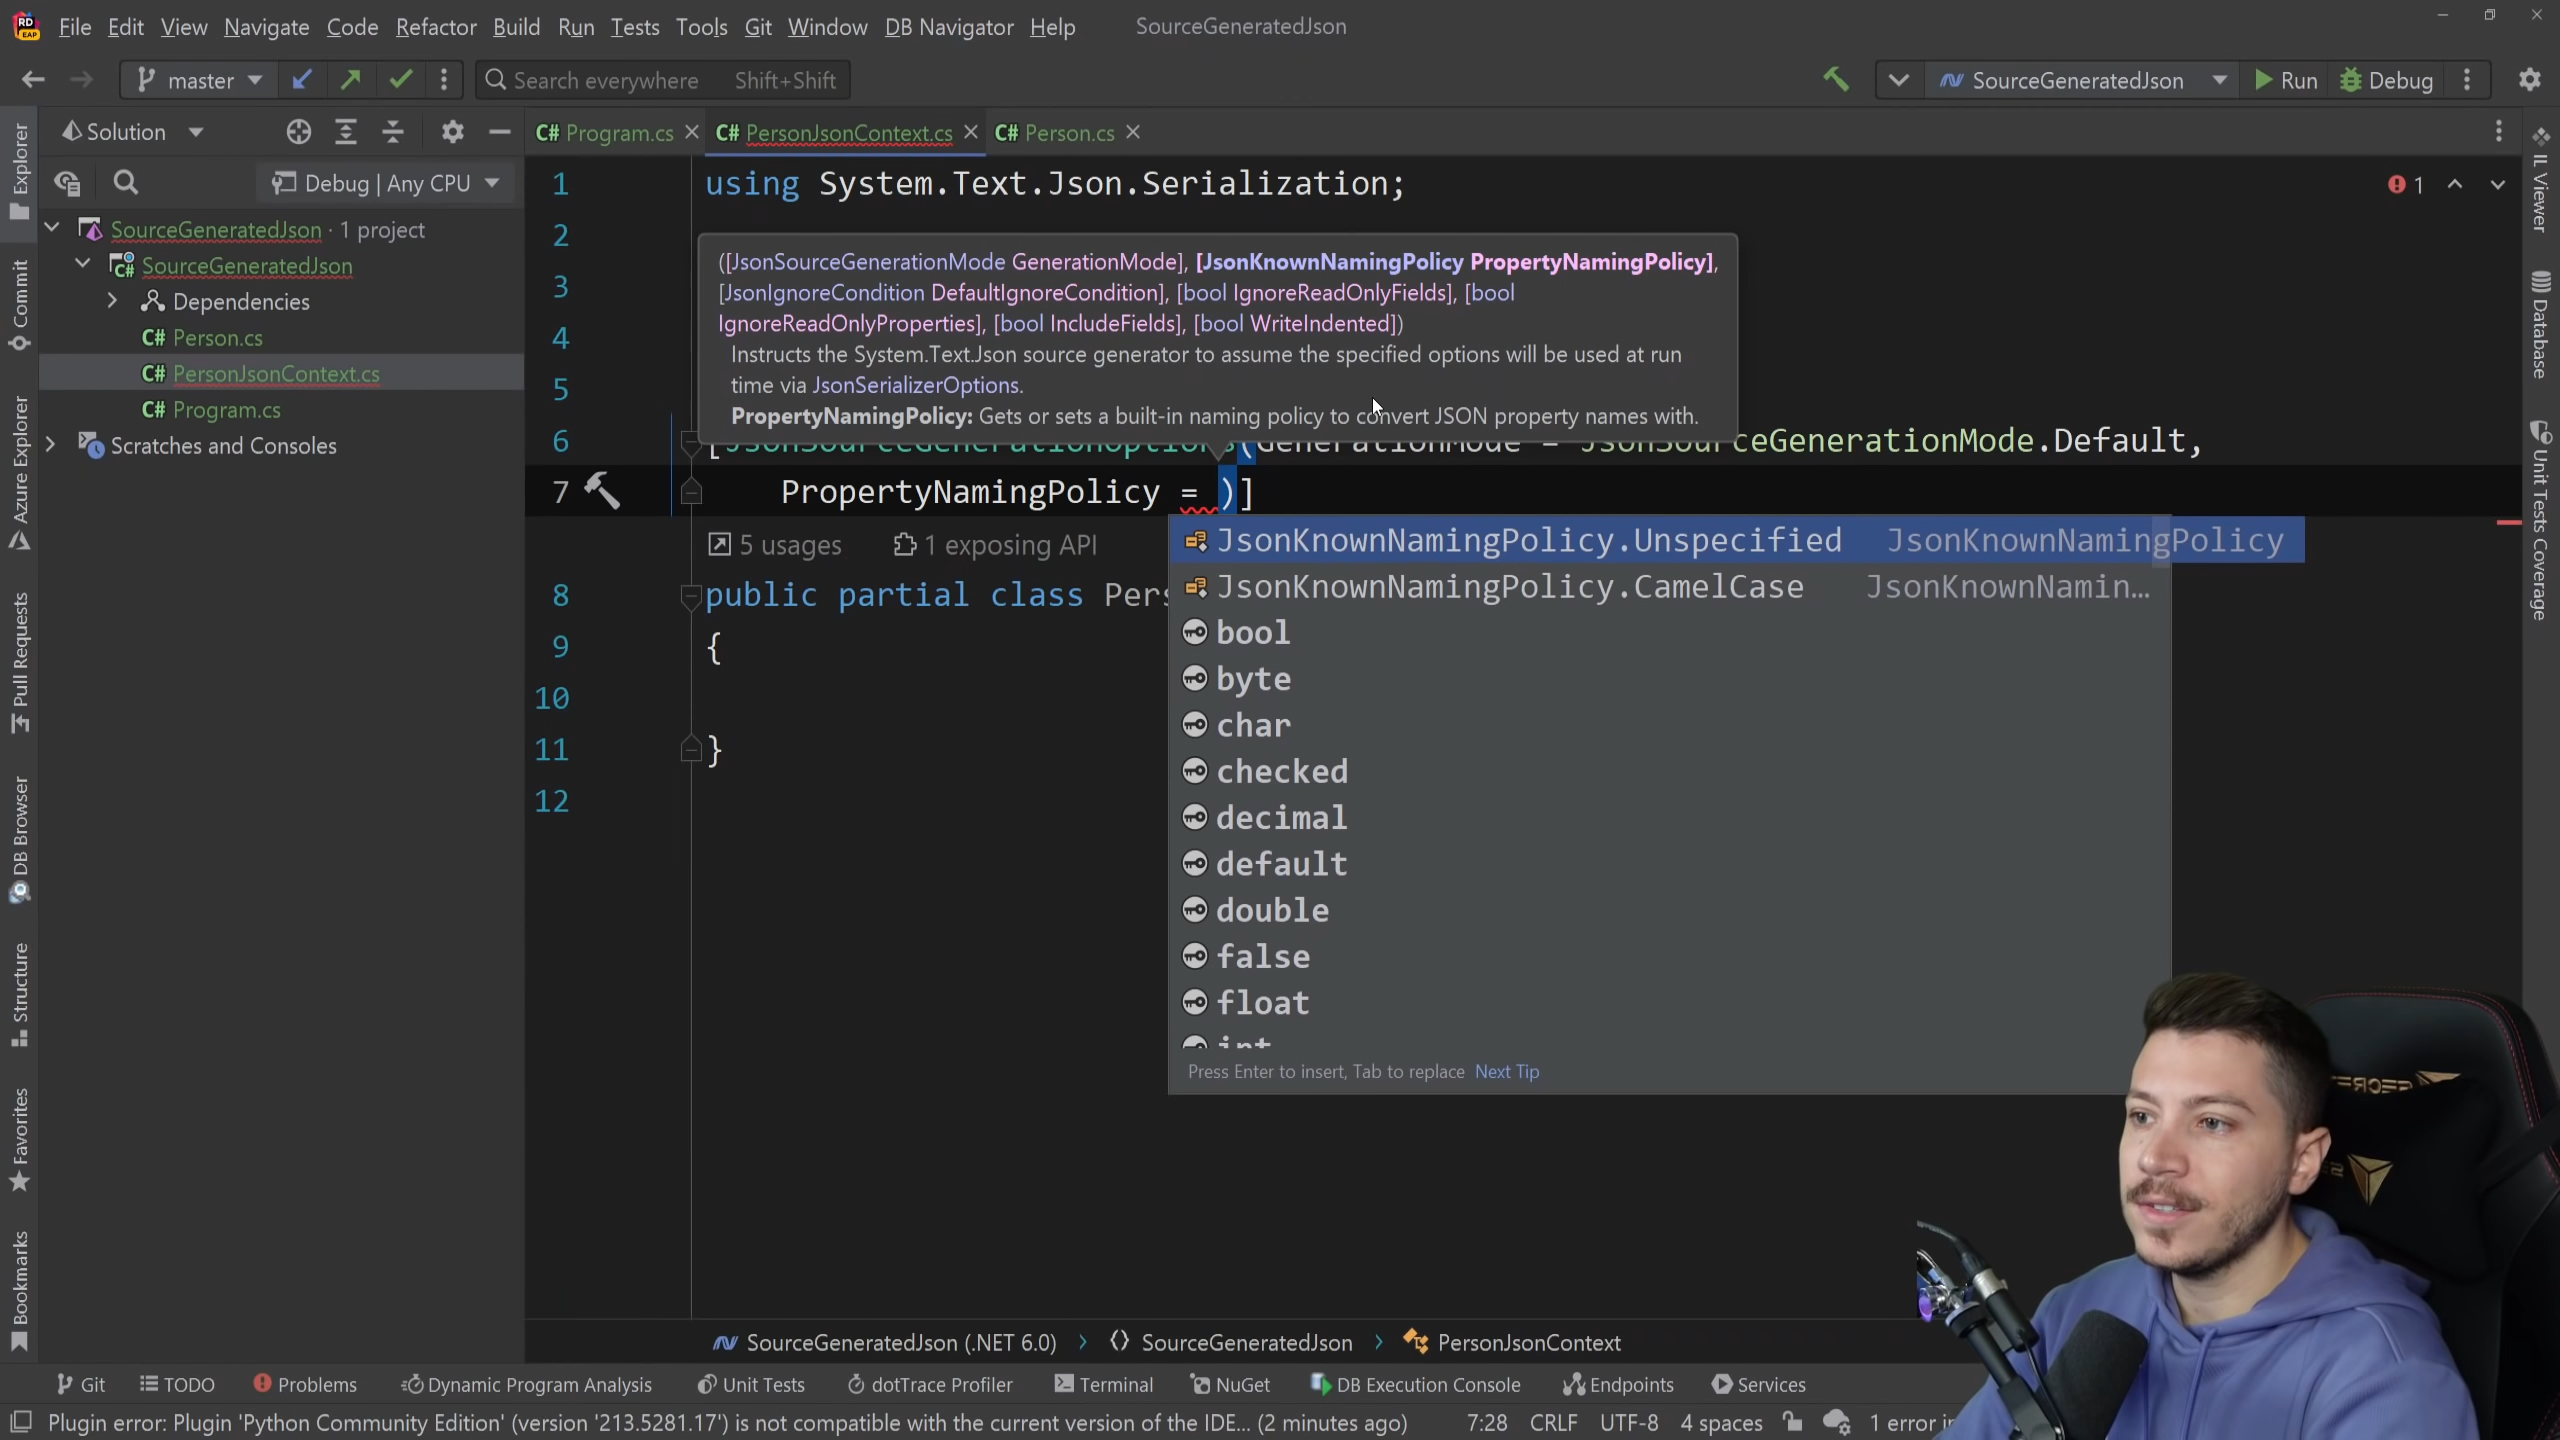 RD
EAP
File Edit View Navigate Code Refactor Build Run Tests Tools Git Window DB Navigator Help SourceGeneratedJson
master Search everywhere Shift+Shift SourceGeneratedJson Run Debug
Solution
C# Program.cs C# PersonJsonContext.cs C# Person.cs
Debug | Any CPU
SourceGeneratedJson · 1 project
SourceGeneratedJson
Dependencies
C# Person.cs
C# PersonJsonContext.cs
C# Program.cs
Scratches and Consoles
Explorer
Commit
Azure Explorer
Pull Requests
DB Browser
Structure
Favorites
Bookmarks
1 using System.Text.Json.Serialization;
1
2
3
4
5
([JsonSourceGenerationMode GenerationMode], [JsonKnownNamingPolicy PropertyNamingPolicy],
[JsonIgnoreCondition DefaultIgnoreCondition], [bool IgnoreReadOnlyFields], [bool
IgnoreReadOnlyProperties], [bool IncludeFields], [bool WriteIndented])
Instructs the System.Text.Json source generator to assume the specified options will be used at run
time via JsonSerializerOptions.
PropertyNamingPolicy: Gets or sets a built-in naming policy to convert JSON property names with.
6 [JsonSourceGenerationOptions(GenerationMode = JsonSourceGenerationMode.Default,
7 PropertyNamingPolicy = )]
5 usages 1 exposing API
8 public partial class Pers
9 {
10
11 }
12
JsonKnownNamingPolicy.Unspecified JsonKnownNamingPolicy
JsonKnownNamingPolicy.CamelCase JsonKnownNamin…
bool
byte
char
checked
decimal
default
double
false
float
int
Press Enter to insert, Tab to replace Next Tip
IL Viewer
Database
Unit Tests Coverage
SourceGeneratedJson (.NET 6.0) SourceGeneratedJson PersonJsonContext
Git TODO Problems Dynamic Program Analysis Unit Tests dotTrace Profiler Terminal NuGet DB Execution Console Endpoints Services
Plugin error: Plugin 'Python Community Edition' (version '213.5281.17') is not compatible with the current version of the IDE... (2 minutes ago) 7:28 CRLF UTF-8 4 spaces 1 error